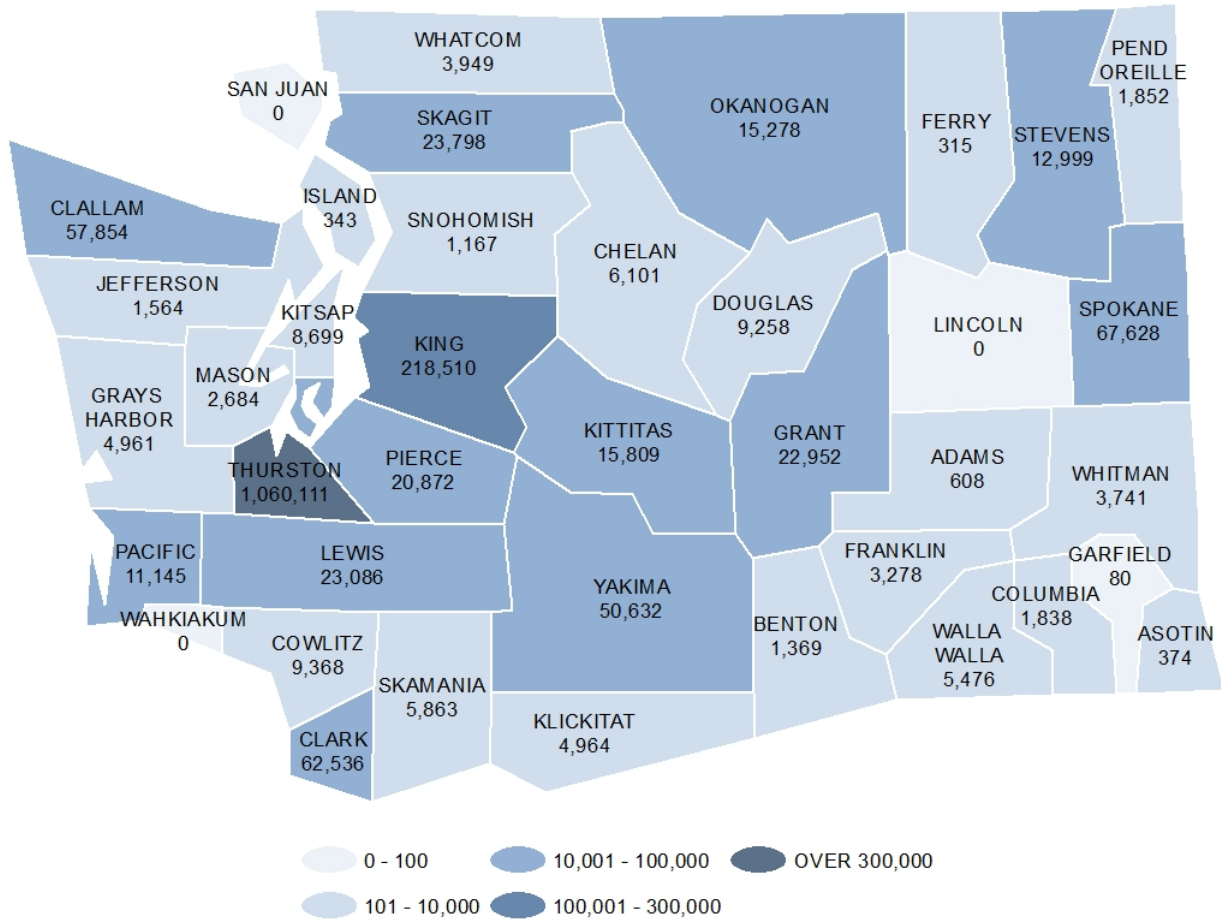 WHATCOM
3,949
SAN JUAN
0
SKAGIT
23,798
OKANOGAN
15,278
FERRY
315
STEVENS
12,999
PEND
OREILLE
1,852
CLALLAM
57,854
ISLAND
343
SNOHOMISH
1,167
CHELAN
6,101
JEFFERSON
1,564
KITSAP
8,699
DOUGLAS
9,258
LINCOLN
0
SPOKANE
67,628
KING
218,510
MASON
2,684
GRAYS
HARBOR
4,961
KITTITAS
15,809
GRANT
22,952
THURSTON
1,060,111
PIERCE
20,872
ADAMS
608
WHITMAN
3,741
PACIFIC
11,145
LEWIS
23,086
YAKIMA
50,632
FRANKLIN
3,278
GARFIELD
80
COLUMBIA
1,838
WAHKIAKUM
0
COWLITZ
9,368
BENTON
1,369
WALLA
WALLA
5,476
ASOTIN
374
SKAMANIA
5,863
KLICKITAT
4,964
CLARK
62,536
0 - 100
10,001 - 100,000
OVER 300,000
101 - 10,000
100,001 - 300,000